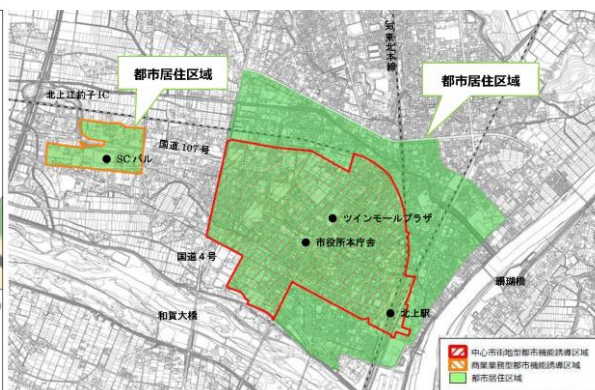 都市居住区域
都市居住区域
JR東北本線
北上江釣子IC
国道107号
SCパル
ツインモールプラザ
市役所本庁舎
国道4号
珊瑚橋
和賀大橋
北上駅
中心市街地型都市機能誘導区域
商業業務型都市機能誘導区域
都市居住区域